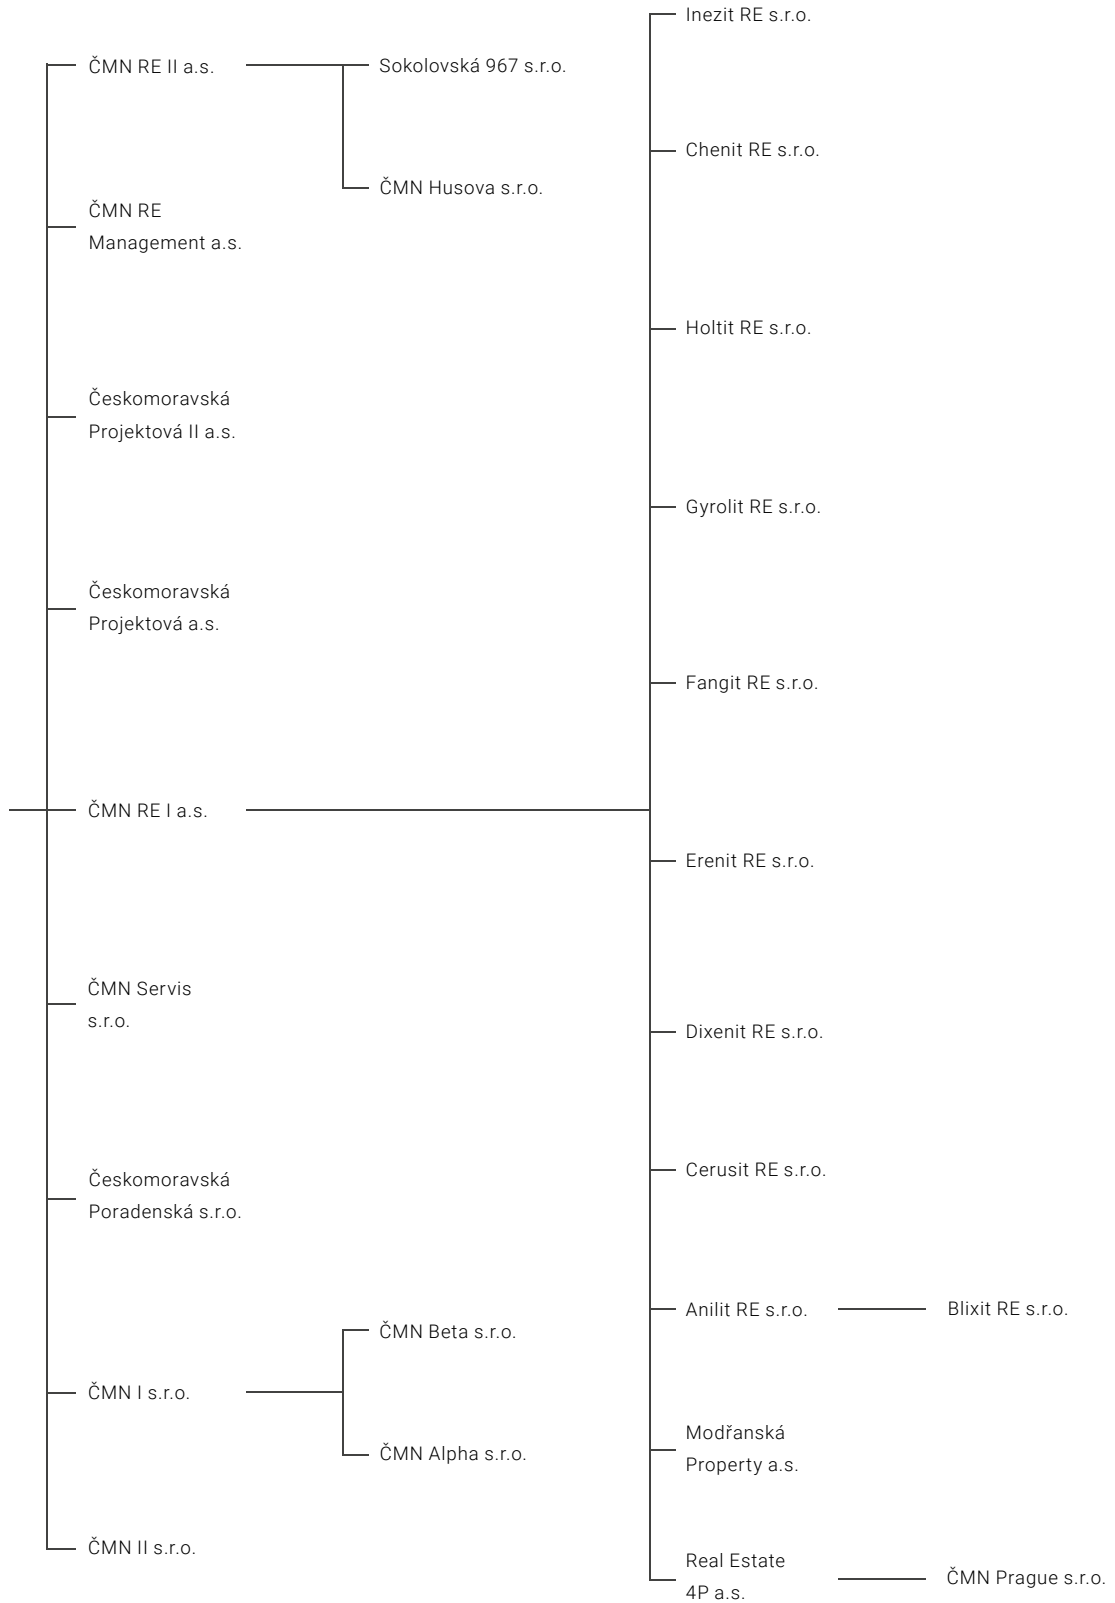 ČMN RE II a.s.
ČMN RE
Management a.s.
Českomoravská
Projektová II a.s.
Českomoravská
Projektová a.s.
ČMN RE I a.s.
ČMN Servis
s.r.o.
Českomoravská
Poradenská s.r.o.
ČMN I s.r.o.
ČMN II s.r.o.
Sokolovská 967 s.r.o.
ČMN Husova s.r.o.
ČMN Beta s.r.o.
ČMN Alpha s.r.o.
Inezit RE s.r.o.
Chenit RE s.r.o.
Holtit RE s.r.o.
Gyrolit RE s.r.o.
Fangit RE s.r.o.
Erenit RE s.r.o.
Dixenit RE s.r.o.
Cerusit RE s.r.o.
Anilit RE s.r.o.
Modřanská
Property a.s.
Real Estate
4P a.s.
Blixit RE s.r.o.
ČMN Prague s.r.o.